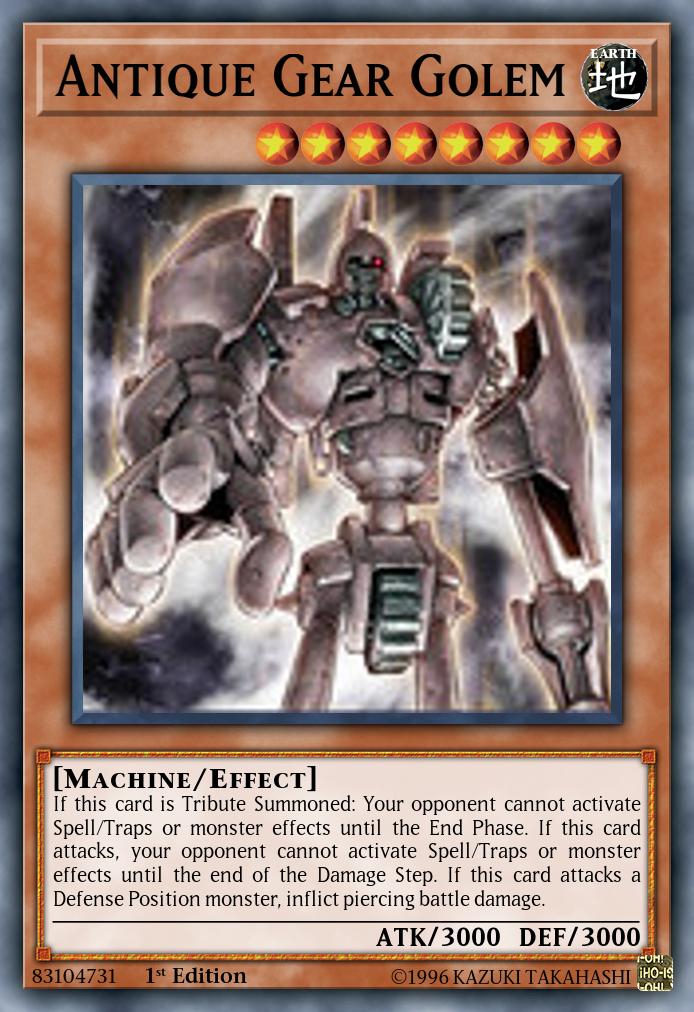 ANTIQUE GEAR GOLEM
EARTH
地
[MACHINE/EFFECT]
If this card is Tribute Summoned: Your opponent cannot activate
Spell/Traps or monster effects until the End Phase. If this card
attacks, your opponent cannot activate Spell/Traps or monster
effects until the end of the Damage Step. If this card attacks a
Defense Position monster, inflict piercing battle damage.
ATK/3000 DEF/3000
83104731 1st Edition ©1996 KAZUKI TAKAHASHI